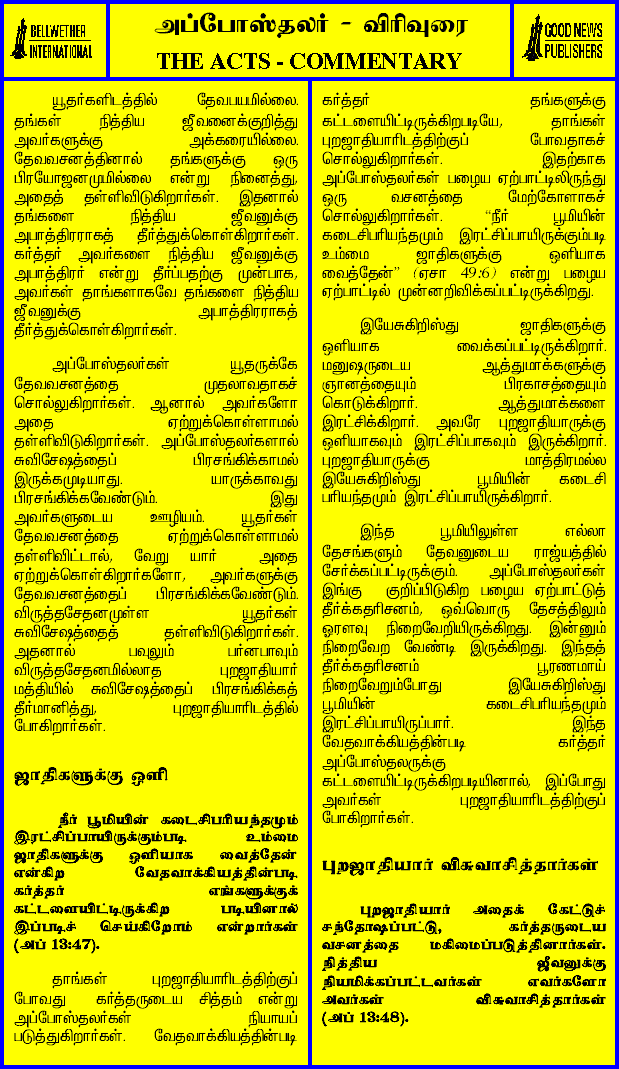 BELLWETHER
INTERNATIONAL
அப்போஸ்தலர் - விரிவுரை
THE ACTS - COMMENTARY
GOOD NEWS
PUBLISHERS
யூதர்களிடத்தில் தேவபயமில்லை.
தங்கள் நித்திய ஜீவனைக்குறித்து
அவர்களுக்கு அக்கரையில்லை.
தேவவசனத்தினால் தங்களுக்கு ஒரு
பிரயோஜனமுமில்லை என்று நினைத்து,
அதைத் தள்ளிவிடுகிறார்கள். இதனால்
தங்களை நித்திய ஜீவனுக்கு
அபாத்திரராகத் தீர்த்துக்கொள்கிறார்கள்.
கர்த்தர் அவர்களை நித்திய ஜீவனுக்கு
அபாத்திரர் என்று தீர்ப்பதற்கு முன்பாக,
அவர்கள் தாங்களாகவே தங்களை நித்திய
ஜீவனுக்கு அபாத்திரராகத்
தீர்த்துக்கொள்கிறார்கள்.
அப்போஸ்தலர்கள் யூதருக்கே
தேவவசனத்தை முதலாவதாகச்
சொல்லுகிறார்கள். ஆனால் அவர்களோ
அதை ஏற்றுக்கொள்ளாமல்
தள்ளிவிடுகிறார்கள். அப்போஸ்தலர்களால்
சுவிசேஷத்தைப் பிரசங்கிக்காமல்
இருக்கமுடியாது. யாருக்காவது
பிரசங்கிக்கவேண்டும். இது
அவர்களுடைய ஊழியம். யூதர்கள்
தேவவசனத்தை ஏற்றுக்கொள்ளாமல்
தள்ளிவிட்டால், வேறு யார் அதை
ஏற்றுக்கொள்கிறார்களோ, அவர்களுக்கு
தேவவசனத்தைப் பிரசங்கிக்கவேண்டும்.
விருத்தசேதனமுள்ள யூதர்கள்
சுவிசேஷத்தைத் தள்ளிவிடுகிறார்கள்.
அதனால் பவுலும் பர்னபாவும்
விருத்தசேதனமில்லாத புறஜாதியார்
மத்தியில் சுவிசேஷத்தைப் பிரசங்கிக்கத்
தீர்மானித்து, புறஜாதியாரிடத்தில்
போகிறார்கள்.
ஜாதிகளுக்கு ஒளி
நீர் பூமியின் கடைசிபரியந்தமும்
இரட்சிப்பாயிருக்கும்படி உம்மை
ஜாதிகளுக்கு ஒளியாக வைத்தேன்
என்கிற வேதவாக்கியத்தின்படி
கர்த்தர் எங்களுக்குக்
கட்டளையிட்டிருக்கிற படியினால்
இப்படிச் செய்கிறோம் என்றார்கள்
(அப் 13:47).
தாங்கள் புறஜாதியாரிடத்திற்குப்
போவது கர்த்தருடைய சித்தம் என்று
அப்போஸ்தலர்கள் நியாயப்
படுத்துகிறார்கள். வேதவாக்கியத்தின்படி
கர்த்தர் தங்களுக்கு
கட்டளையிட்டிருக்கிறபடியே, தாங்கள்
புறஜாதியாரிடத்திற்குப் போவதாகச்
சொல்லுகிறார்கள். இதற்காக
அப்போஸ்தலர்கள் பழைய ஏற்பாட்டிலிருந்து
ஒரு வசனத்தை மேற்கோளாகச்
சொல்லுகிறார்கள். "நீர் பூமியின்
கடைசிபரியந்தமும் இரட்சிப்பாயிருக்கும்படி
உம்மை ஜாதிகளுக்கு ஒளியாக
வைத்தேன்" (ஏசா 49:6) என்று பழைய
ஏற்பாட்டில் முன்னறிவிக்கப்பட்டிருக்கிறது.
இயேசுகிறிஸ்து ஜாதிகளுக்கு
ஒளியாக வைக்கப்பட்டிருக்கிறார்.
மனுஷருடைய ஆத்துமாக்களுக்கு
ஞானத்தையும் பிரகாசத்தையும்
கொடுக்கிறார். ஆத்துமாக்களை
இரட்சிக்கிறார். அவரே புறஜாதியாருக்கு
ஒளியாகவும் இரட்சிப்பாகவும் இருக்கிறார்.
புறஜாதியாருக்கு மாத்திரமல்ல
இயேசுகிறிஸ்து பூமியின் கடைசி
பரியந்தமும் இரட்சிப்பாயிருக்கிறார்.
இந்த பூமியிலுள்ள எல்லா
தேசங்களும் தேவனுடைய ராஜ்யத்தில்
சேர்க்கப்பட்டிருக்கும். அப்போஸ்தலர்கள்
இங்கு குறிப்பிடுகிற பழைய ஏற்பாட்டுத்
தீர்க்கதரிசனம், ஒவ்வொரு தேசத்திலும்
ஓரளவு நிறைவேறியிருக்கிறது. இன்னும்
நிறைவேற வேண்டி இருக்கிறது. இந்தத்
தீர்க்கதரிசனம் பூரணமாய்
நிறைவேறும்போது இயேசுகிறிஸ்து
பூமியின் கடைசிபரியந்தமும்
இரட்சிப்பாயிருப்பார். இந்த
வேதவாக்கியத்தின்படி கர்த்தர்
அப்போஸ்தலருக்கு
கட்டளையிட்டிருக்கிறபடியினால், இப்போது
அவர்கள் புறஜாதியாரிடத்திற்குப்
போகிறார்கள்.
புறஜாதியார் விசுவாசித்தார்கள்
புறஜாதியார் அதைக் கேட்டுச்
சந்தோஷப்பட்டு, கர்த்தருடைய
வசனத்தை மகிமைப்படுத்தினார்கள்.
நித்திய ஜீவனுக்கு
நியமிக்கப்பட்டவர்கள் எவர்களோ
அவர்கள் விசுவாசித்தார்கள்
(அப் 13:48).